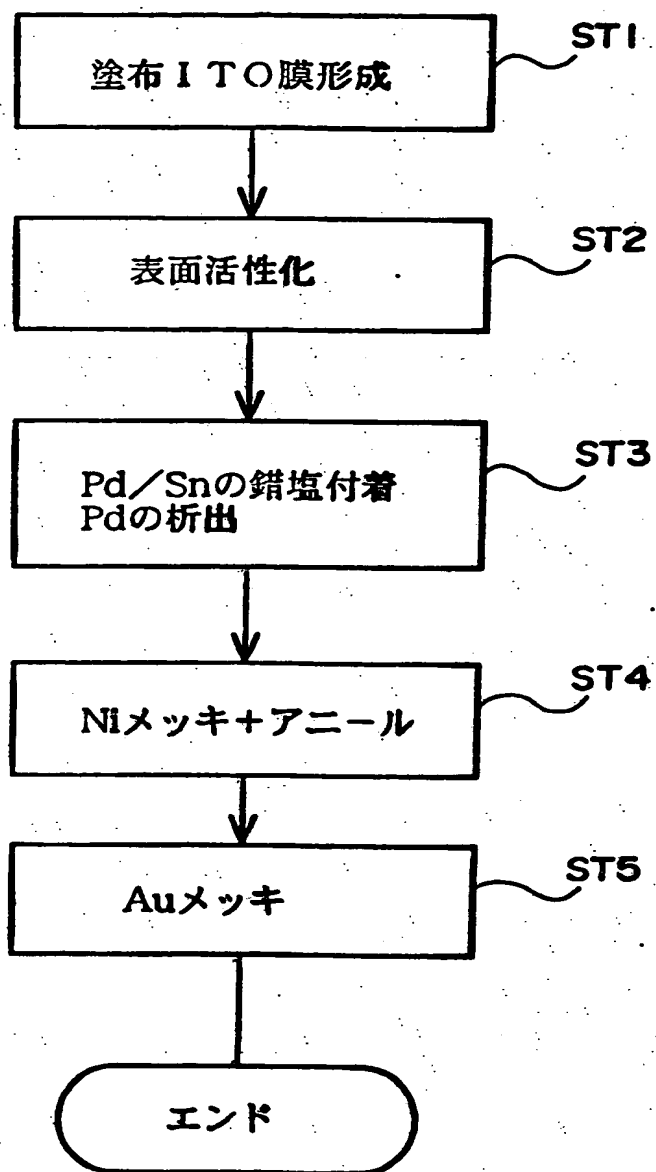 ST1
塗布ITO膜形成
ST2
表面活性化
ST3
Pd/Snの錯塩付着
Pdの析出
ST4
Niメッキ+アニール
ST5
Auメッキ
エンド